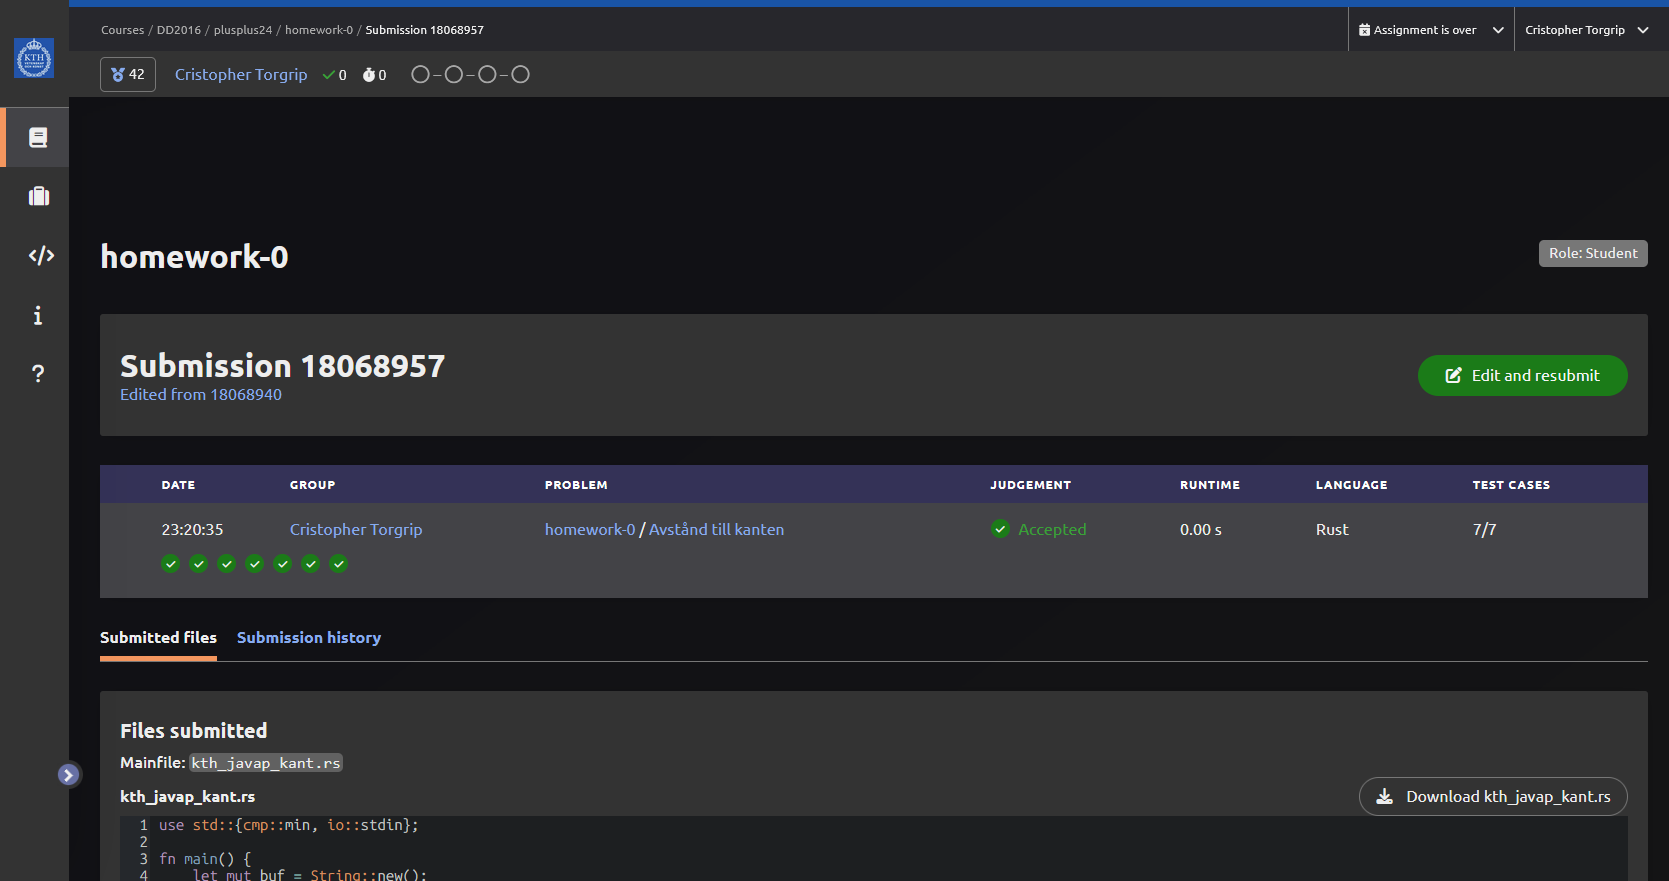 Courses / DD2016 / plusplus24 / homework-0 / Submission 18068957
Assignment is over
Cristopher Torgrip
KTH
42
Cristopher Torgrip
0
0
homework-0
Role: Student
Submission 18068957
Edited from 18068940
Edit and resubmit
DATE GROUP PROBLEM JUDGEMENT RUNTIME LANGUAGE TEST CASES
23:20:35 Cristopher Torgrip homework-0 / Avstånd till kanten Accepted 0.00 s Rust 7/7
Submitted files Submission history
Files submitted
Mainfile: kth_javap_kant.rs
kth_javap_kant.rs
Download kth_javap_kant.rs
1 use std::{cmp::min, io::stdin};
2
3 fn main() {
4 let mut buf = String::new();